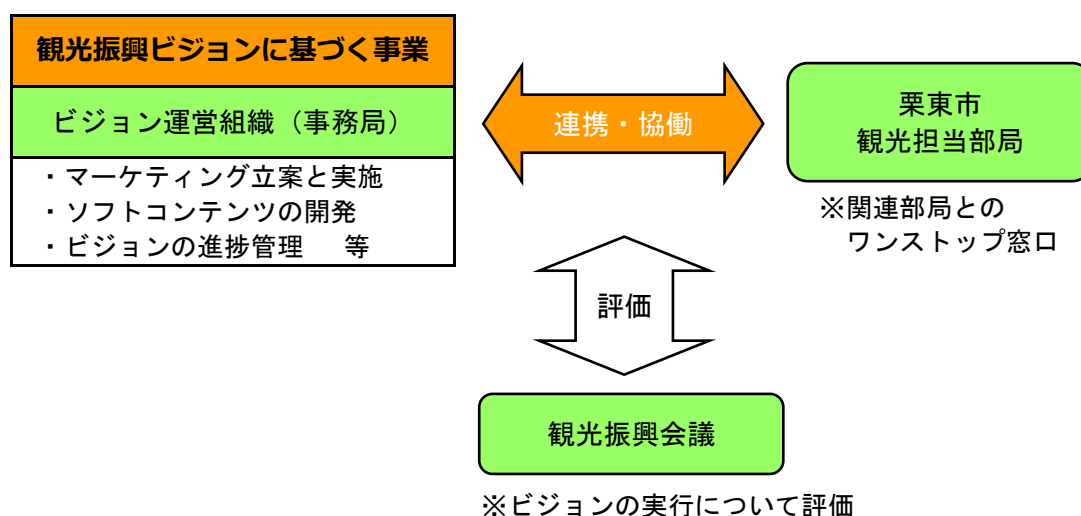 観光振興ビジョンに基づく事業
ビジョン運営組織（事務局）
・マーケティング立案と実施
・ソフトコンテンツの開発
・ビジョンの進捗管理　等
連携・協働
栗東市
観光担当部局
※関連部局との
ワンストップ窓口
評価
観光振興会議
※ビジョンの実行について評価